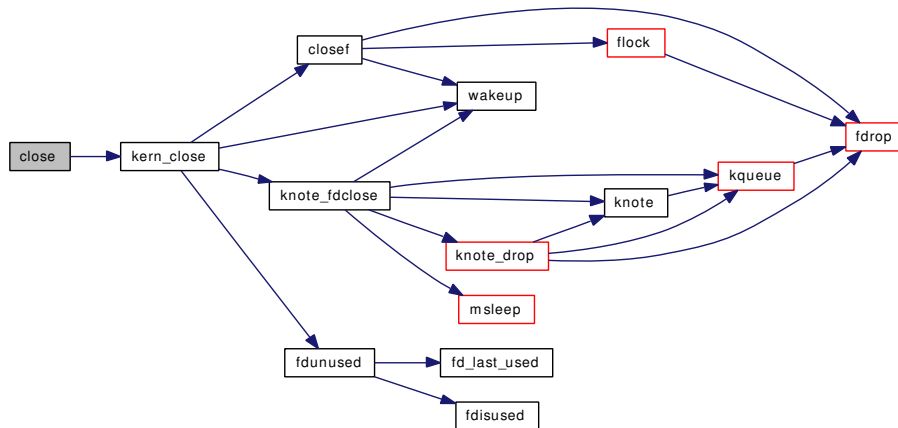 closef
flock
wakeup
fdrop
close
kern_close
kqueue
knote_fdclose
knote
knote_drop
msleep
fdunused
fd_last_used
fdisused